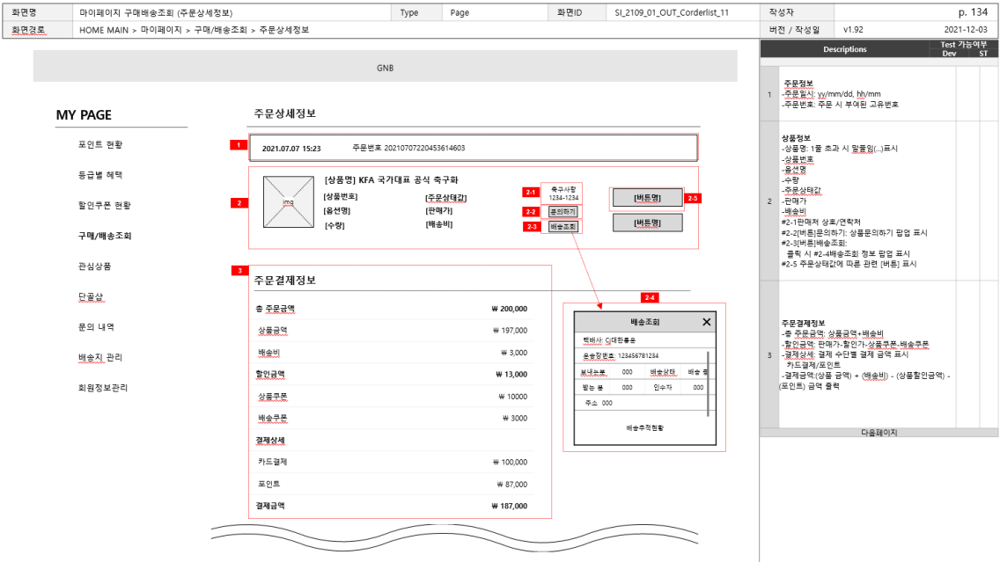 화면명 마이페이지 구매배송조회 (주문상세정보) Type Page 화면ID SI_2109_01_OUT_Corderlist_11 작성자 p. 134
화면경로 HOME MAIN > 마이페이지 > 구매/배송조회 > 주문상세정보 버전 / 작성일 v1.92 2021-12-03
GNB
MY PAGE
포인트 현황
등급별 혜택
할인쿠폰 현황
구매/배송조회
관심상품
단골샵
문의 내역
배송지 관리
회원정보관리
주문상세정보
1
2021.07.07 15:23 주문번호 20210707220453614603
2
img
[상품명] KFA 국가대표 공식 축구화
[상품번호] [주문상태값]
[옵션명] [판매가]
[수량] [배송비]
2-1 축구사랑
1234-1234
2-2 문의하기
2-3 배송조회
[버튼명] 2-5
[버튼명]
3
주문결제정보
총 주문금액 ₩ 200,000
상품금액 ₩ 197,000
배송비 ₩ 3,000
할인금액 ₩ 13,000
상품쿠폰 ₩ 10000
배송쿠폰 ₩ 3000
결제상세
카드결제 ₩ 100,000
포인트 ₩ 87,000
결제금액 ₩ 187,000
2-4
배송조회 X
택배사: CJ대한통운
운송장번호: 123456781234
보내는분 000 배송상태 배송 중
받는 분 000 인수자 000
주소 000
배송추적현황
Descriptions Test 가능여부
Dev ST
1
주문정보
-주문일시: yy/mm/dd, hh/mm
-주문번호: 주문 시 부여된 고유번호
2
상품정보
-상품명: 1줄 초과 시 말줄임(…)표시
-상품번호
-옵션명
-수량
-주문상태값
-판매가
-배송비
#2-1판매처 상호/연락처
#2-2[버튼]문의하기: 상품문의하기 팝업 표시
#2-3[버튼]배송조회:
클릭 시 #2-4배송조회 정보 팝업 표시
#2-5 주문상태값에 따른 관련 [버튼] 표시
3
주문결제정보
-총 주문금액: 상품금액+배송비
-할인금액: 판매가-할인가-상품쿠폰-배송쿠폰
-결제상세: 결제 수단별 결제 금액 표시
카드결제/포인트
-결제금액:(상품 금액) + (배송비) - (상품할인금액) -
(포인트) 금액 출력
다음페이지